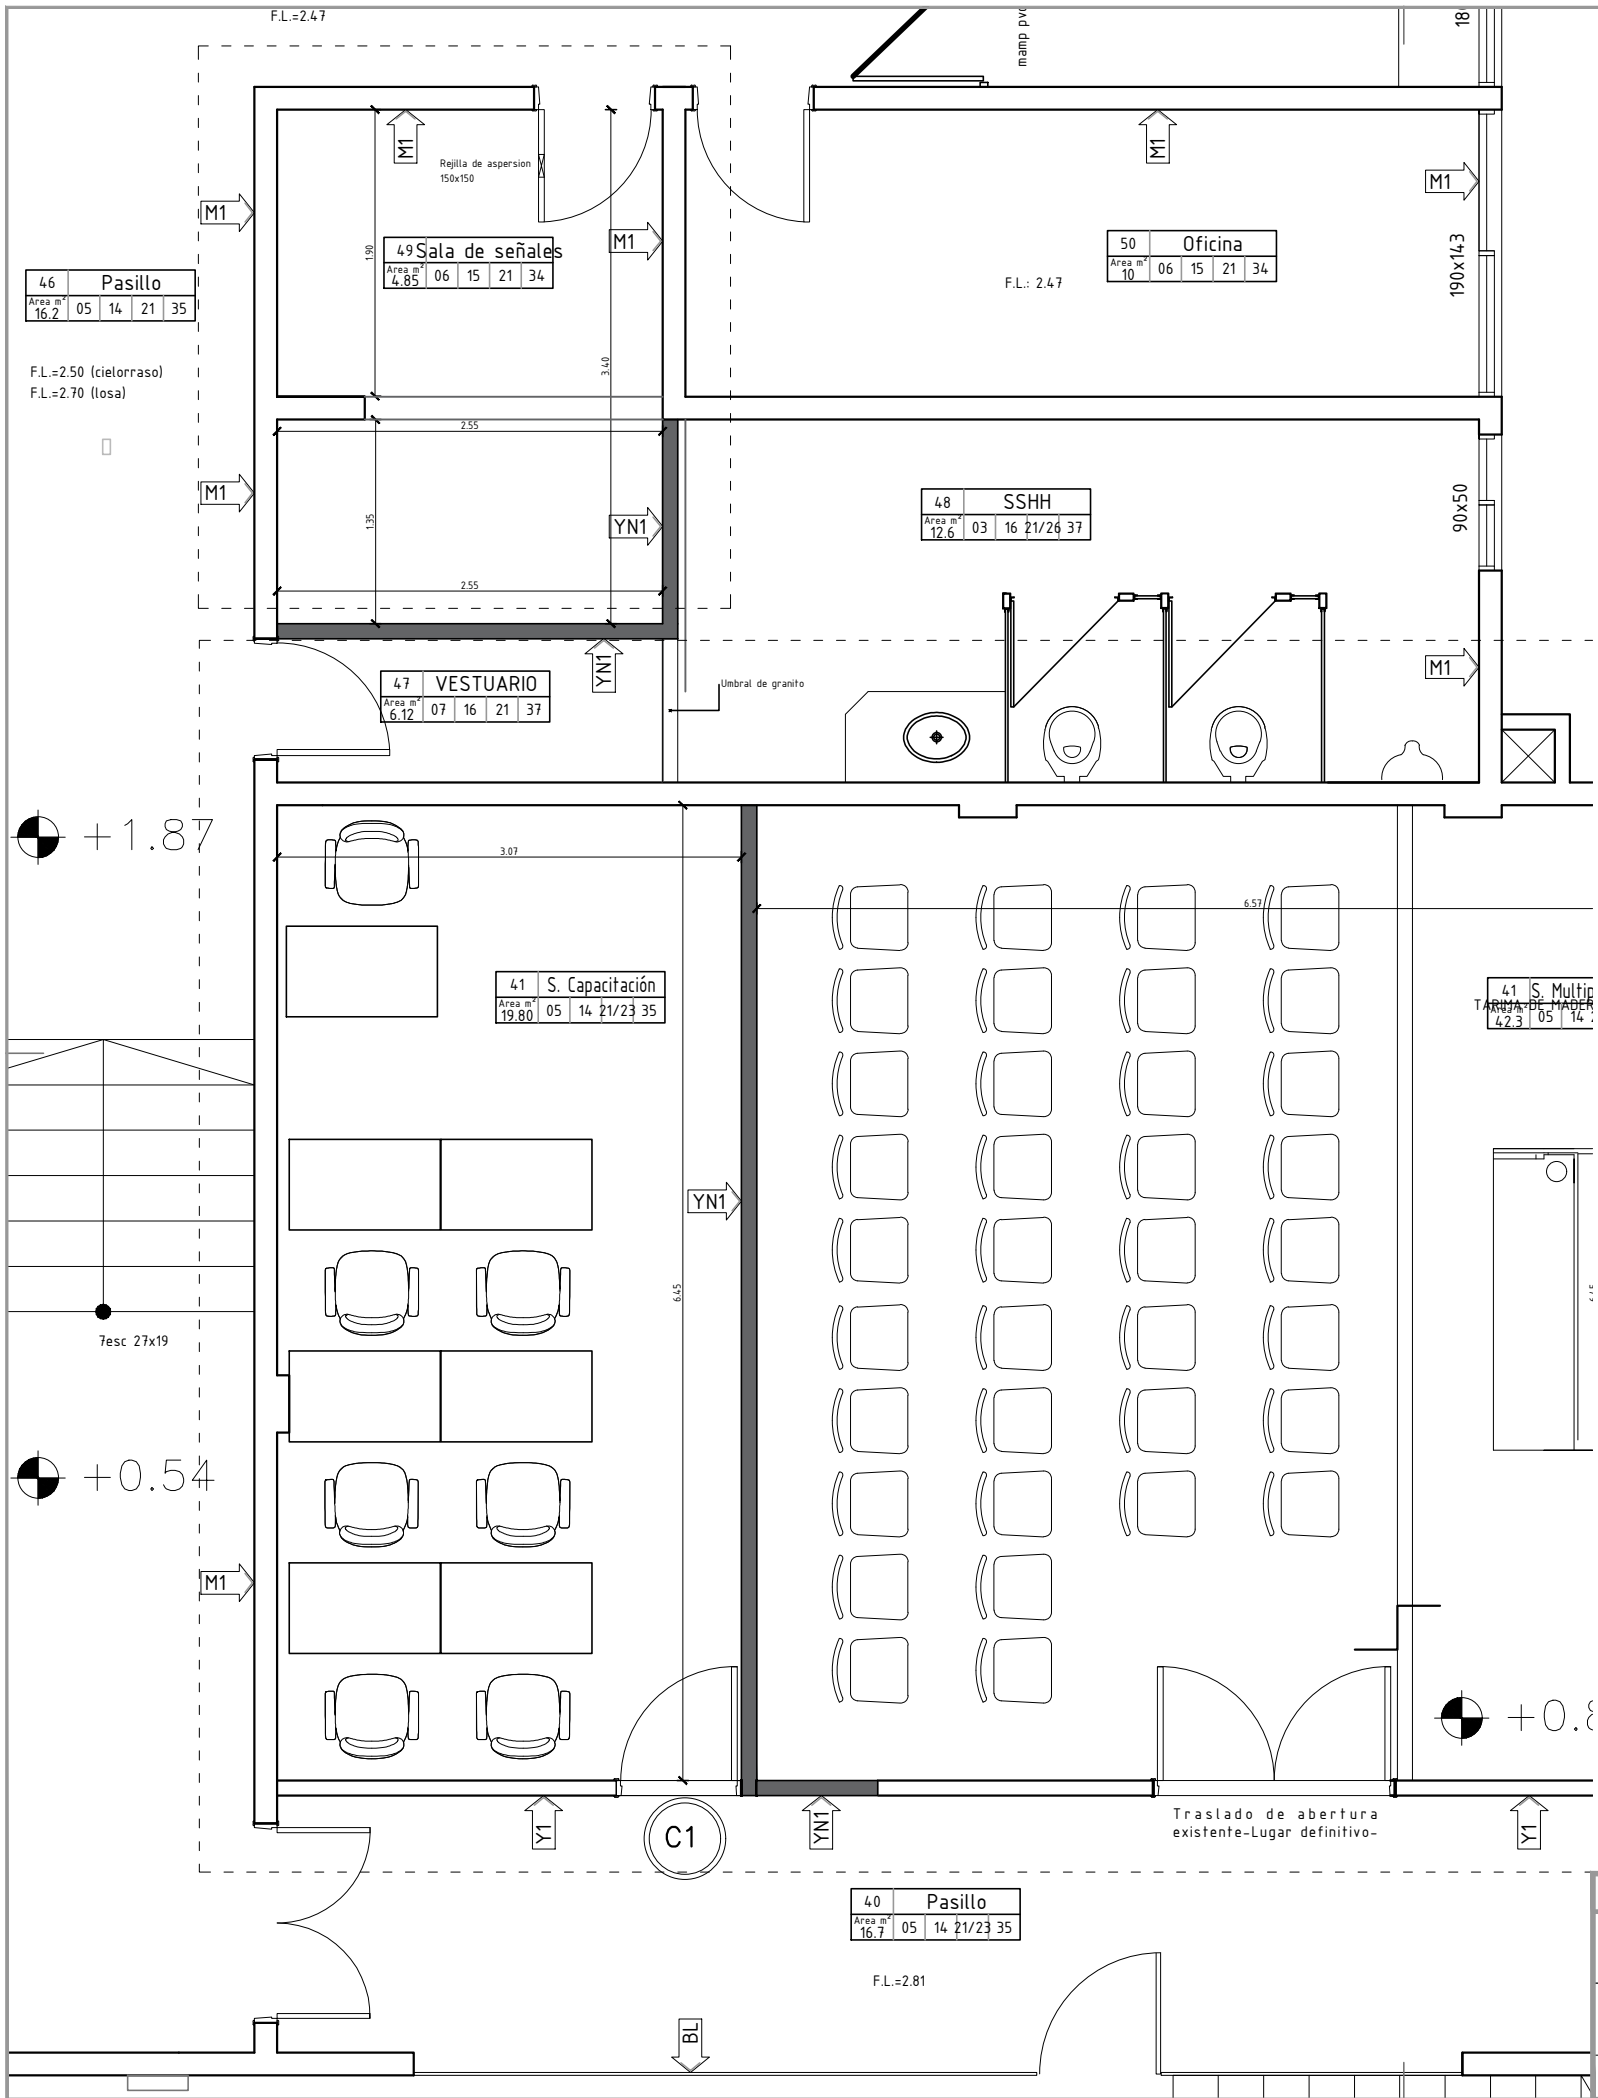 F.L.=2.47
mamp pvc
M1
M1
Rejilla de aspersion
150x150
M1
M1
M1
190x143
1.90
3.40
49 Sala de señales
Area m²
4.85 06 15 21 34
50 Oficina
Area m²
10 06 15 21 34
F.L.: 2.47
46 Pasillo
Area m²
16.2 05 14 21 35
F.L.=2.50 (cielorraso)
F.L.=2.70 (losa)
2.55
M1
1.35
YN1
48 SSHH
Area m²
12.6 03 16 21/26 37
90x50
2.55
YN1
M1
47 VESTUARIO
Area m²
6.12 07 16 21 37
Umbral de granito
+1.87
3.07
6.57
41 S. Capacitación
Area m²
19.80 05 14 21/23 35
41 S. Multip
TARIMA DE MADER
Area m²
42.3 05 14
YN1
6.45
7esc 27x19
+0.54
M1
+0.8
Y1
C1
YN1
Traslado de abertura
existente-Lugar definitivo-
Y1
40 Pasillo
Area m²
16.7 05 14 21/23 35
F.L.=2.81
BL